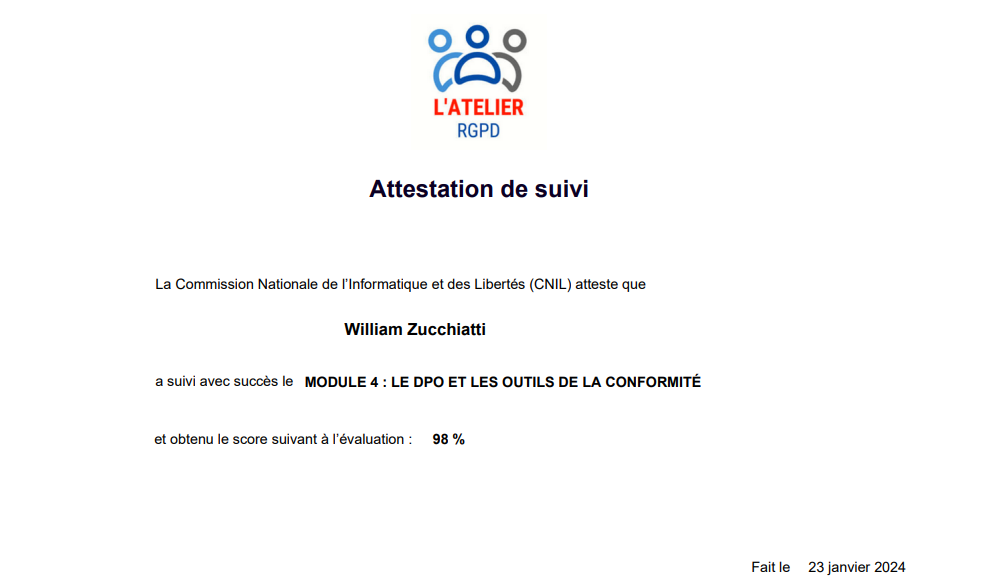 L'ATELIER
RGPD
Attestation de suivi
La Commission Nationale de l’Informatique et des Libertés (CNIL) atteste que
William Zucchiatti
a suivi avec succès le MODULE 4 : LE DPO ET LES OUTILS DE LA CONFORMITÉ
et obtenu le score suivant à l’évaluation : 98 %
Fait le 23 janvier 2024